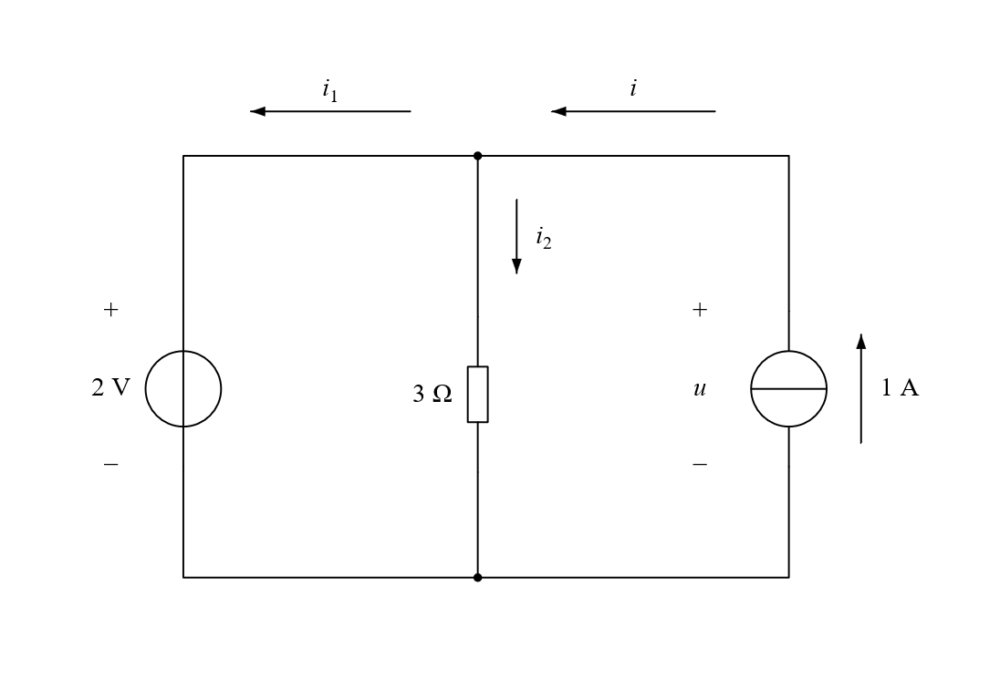 i₁
i
i₂
+
2 V
−
3 Ω
+
u
−
1 A